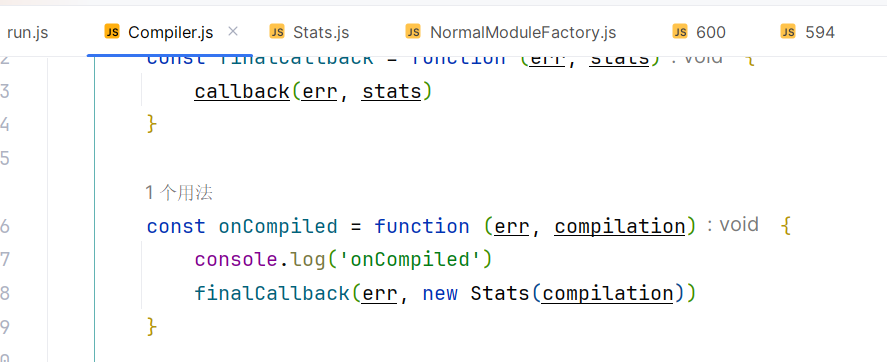 run.js JS Compiler.js × JS Stats.js JS NormalModuleFactory.js JS 600 JS 594
2 const finalCallback = function (err, stats) : void {
3 callback(err, stats)
4 }
5
1 个用法
6 const onCompiled = function (err, compilation) : void {
7 console.log('onCompiled')
8 finalCallback(err, new Stats(compilation))
9 }
0